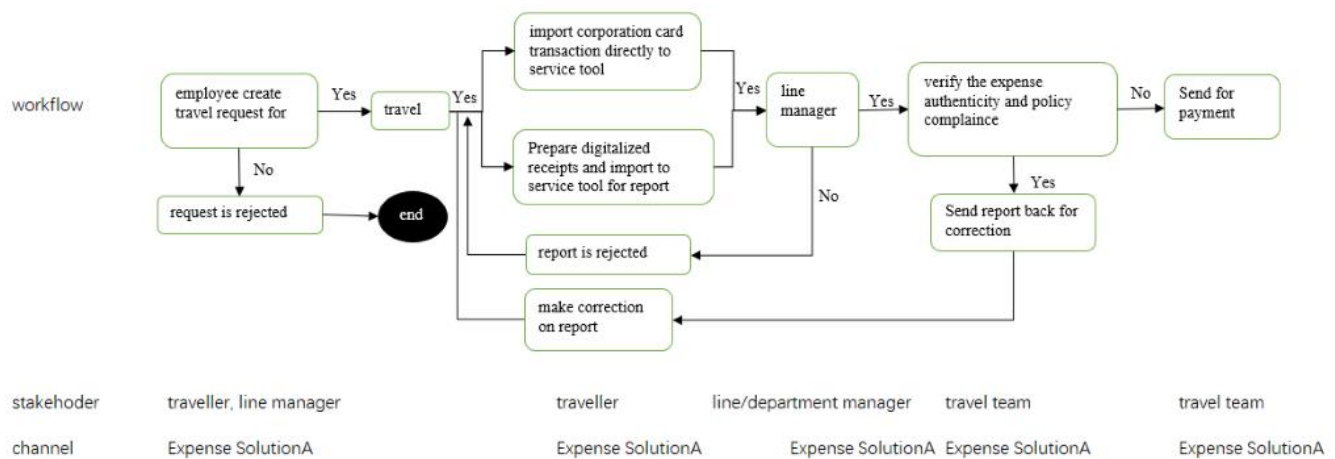 import corporation card
transaction directly to
service tool
workflow
employee create
travel request for
Yes
travel
Yes
Yes
line
manager
Yes
verify the expense
authenticity and policy
complaince
No
Send for
payment
Prepare digitalized
receipts and import to
service tool for report
No
request is rejected
end
No
Yes
Send report back for
correction
report is rejected
make correction
on report
stakehoder
traveller, line manager
traveller
line/department manager
travel team
travel team
channel
Expense SolutionA
Expense SolutionA
Expense SolutionA
Expense SolutionA
Expense SolutionA